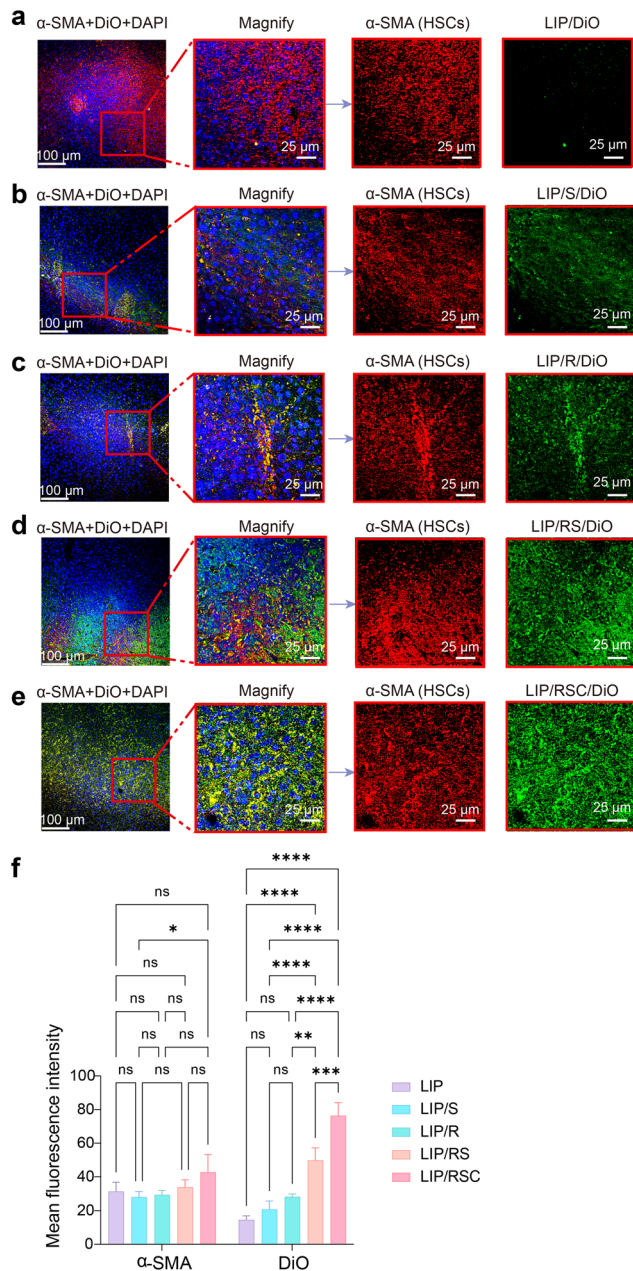 a
α-SMA+DiO+DAPI
Magnify
α-SMA (HSCs)
LIP/DiO
100 μm
25 μm
25 μm
25 μm
b
α-SMA+DiO+DAPI
Magnify
α-SMA (HSCs)
LIP/S/DiO
100 μm
25 μm
25 μm
25 μm
c
α-SMA+DiO+DAPI
Magnify
α-SMA (HSCs)
LIP/R/DiO
100 μm
25 μm
25 μm
25 μm
d
α-SMA+DiO+DAPI
Magnify
α-SMA (HSCs)
LIP/RS/DiO
100 μm
25 μm
25 μm
25 μm
e
α-SMA+DiO+DAPI
Magnify
α-SMA (HSCs)
LIP/RSC/DiO
100 μm
25 μm
25 μm
25 μm
f
****
ns
****
*
****
ns
****
ns
ns
ns
ns
****
ns
ns
ns
**
ns
ns
ns
ns
***
Mean fluorescence intensity
100
80
60
40
20
0
α-SMA
DiO
LIP
LIP/S
LIP/R
LIP/RS
LIP/RSC